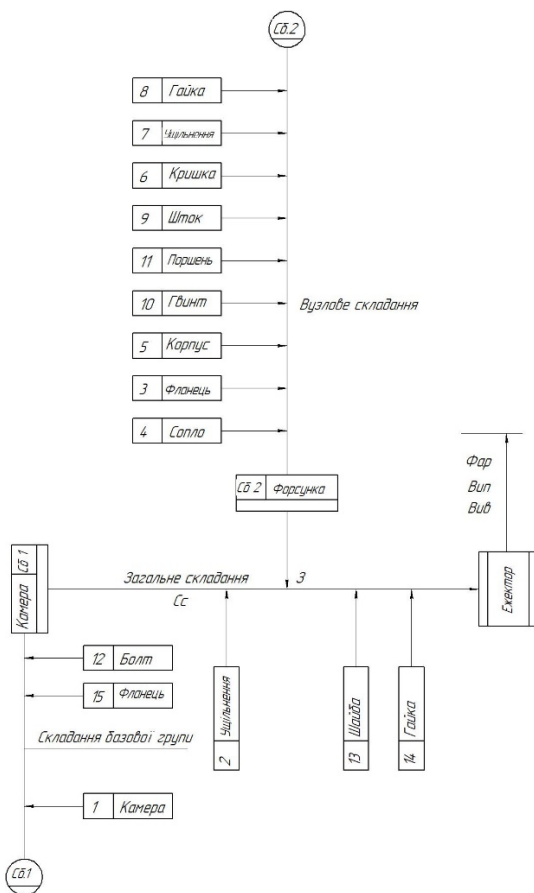 Сб.2
8 Гайка
7 Ущільнення
6 Кришка
9 Шток
11 Поршень
10 Гвинт
Вузлове складання
5 Корпус
3 Фланець
4 Сопло
Сб 2 Форсунка
Фар
Вип
Вив
Камера Сб 1
Загальне складання З
Сс
Ежектор
12 Болт
15 Фланець
Складання базової групи
2 Ущільнення
13 Шайба
14 Гайка
1 Камера
Сб.1